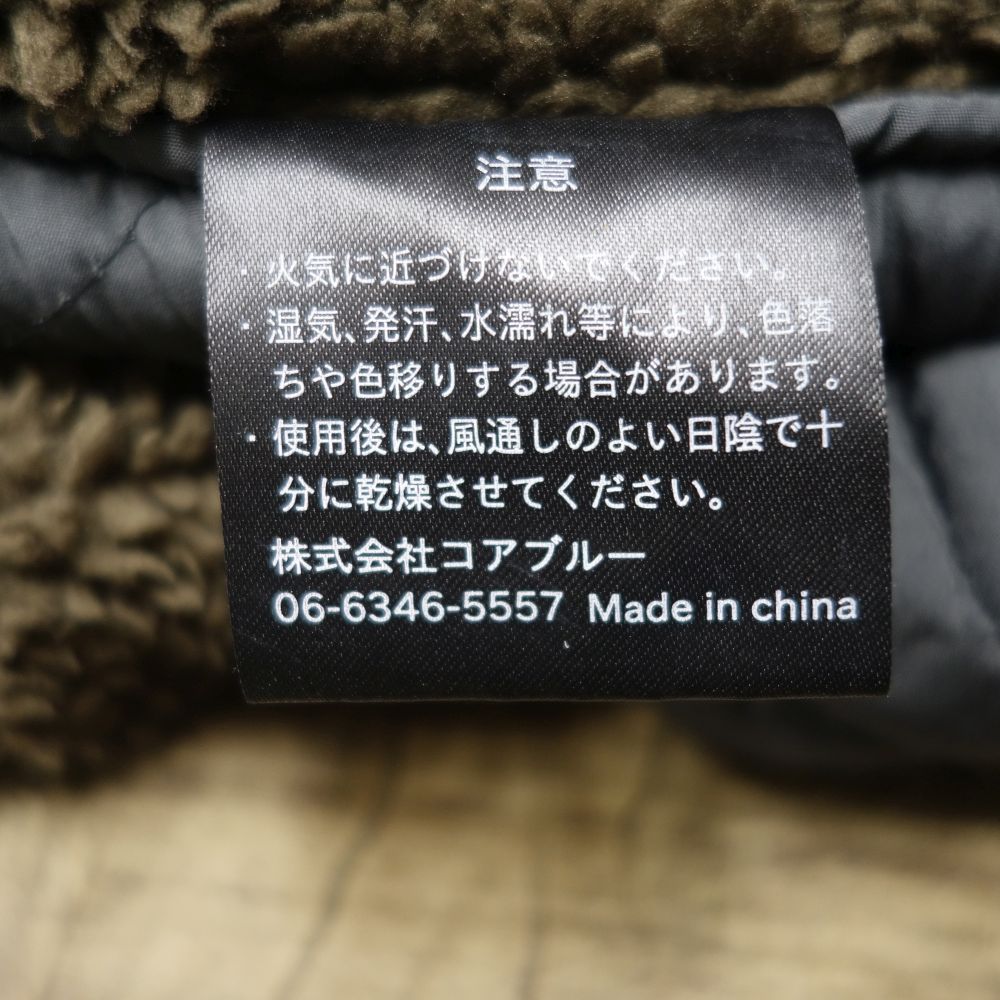 注意
・火気に近づけないでください。
・湿気、発汗、水濡れ等により、色落
ちや色移りする場合があります。
・使用後は、風通しのよい日陰で十
分に乾燥させてください。
株式会社コアブルー
06-6346-5557 Made in china